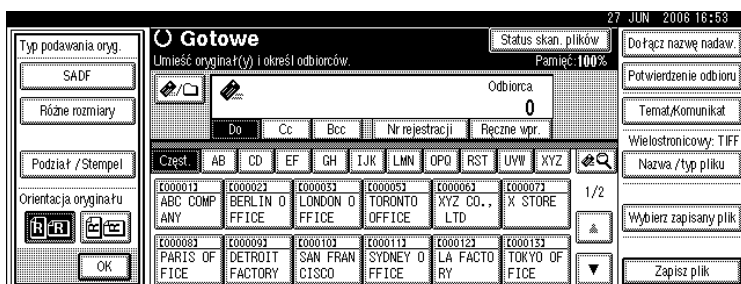 27 JUN 2006 16:53
Typ podawania oryg.
SADF
Różne rozmiary
Podział / Stempel
Orientacja oryginału
R R
R R
OK
Gotowe
Status skan. plików
Umieść oryginał(y) i określ odbiorców.
Pamięć:100%
Odbiorca
0
Do Cc Bcc Nr rejestracji Ręczne wpr.
Częst. AB CD EF GH IJK LMN OPQ RST UVW XYZ
[00001] [00002] [00003] [00005] [00006] [00007]
ABC COMP BERLIN O LONDON O TORONTO XYZ CO., X STORE
ANY FFICE FFICE OFFICE LTD
1/2
[00008] [00009] [00010] [00011] [00012] [00013]
PARIS OF DETROIT SAN FRAN SYDNEY O LA FACTO TOKYO OF
FICE FACTORY CISCO FFICE RY FICE
Dołącz nazwę nadaw.
Potwierdzenie odbioru
Temat/Komunikat
Wielostronicowy: TIFF
Nazwa / typ pliku
Wybierz zapisany plik
Zapisz plik